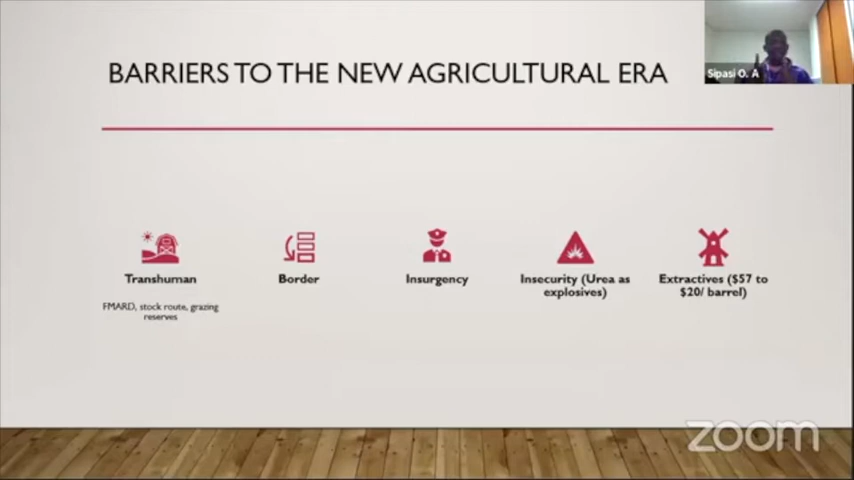 BARRIERS TO THE NEW AGRICULTURAL ERA
Sipasi O. A
Transhuman
FMARD, stock route, grazing
reserves
Border
Insurgency
Insecurity (Urea as
explosives)
Extractives ($57 to
$20/ barrel)
zoom